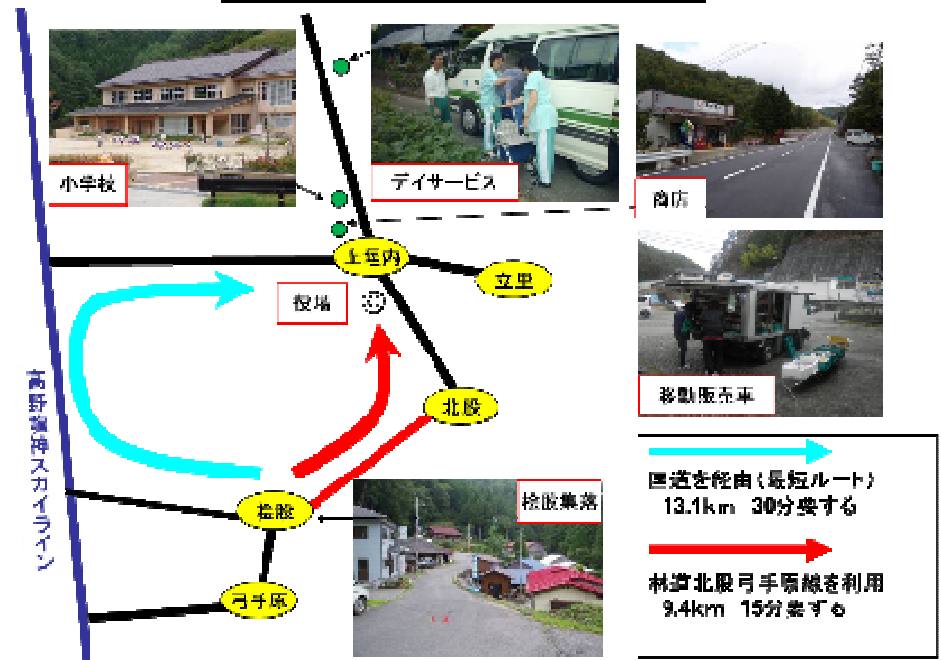 小学校
デイサービス
商店
上垣内
立里
役場
移動販売車
北股
高野龍神スカイライン
桧股
桧股集落
弓手原
国道を経由(最短ルート)
13.1km 30分要する
林道北股弓手原線を利用
9.4km 15分要する